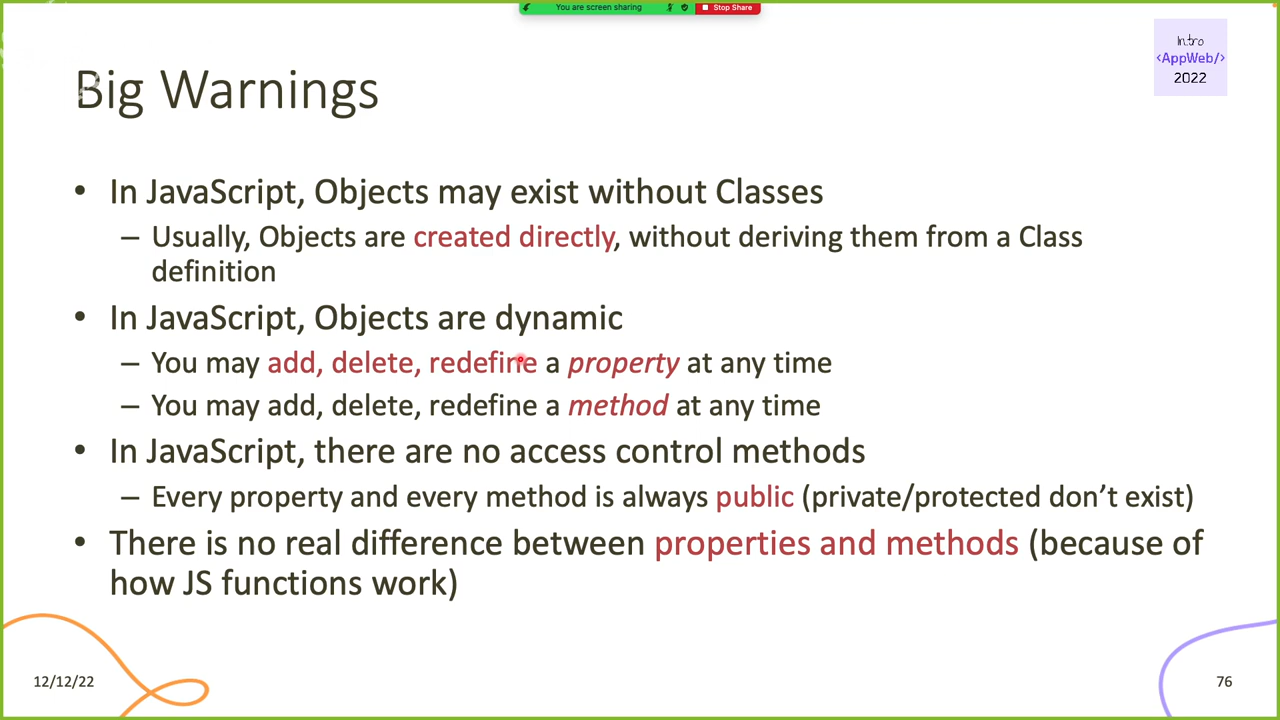 You are screen sharing
Stop Share
Intro
<AppWeb/>
2022
Big Warnings
• In JavaScript, Objects may exist without Classes
– Usually, Objects are created directly, without deriving them from a Class
definition
• In JavaScript, Objects are dynamic
– You may add, delete, redefine a property at any time
– You may add, delete, redefine a method at any time
• In JavaScript, there are no access control methods
– Every property and every method is always public (private/protected don’t exist)
• There is no real difference between properties and methods (because of
how JS functions work)
12/12/22
76